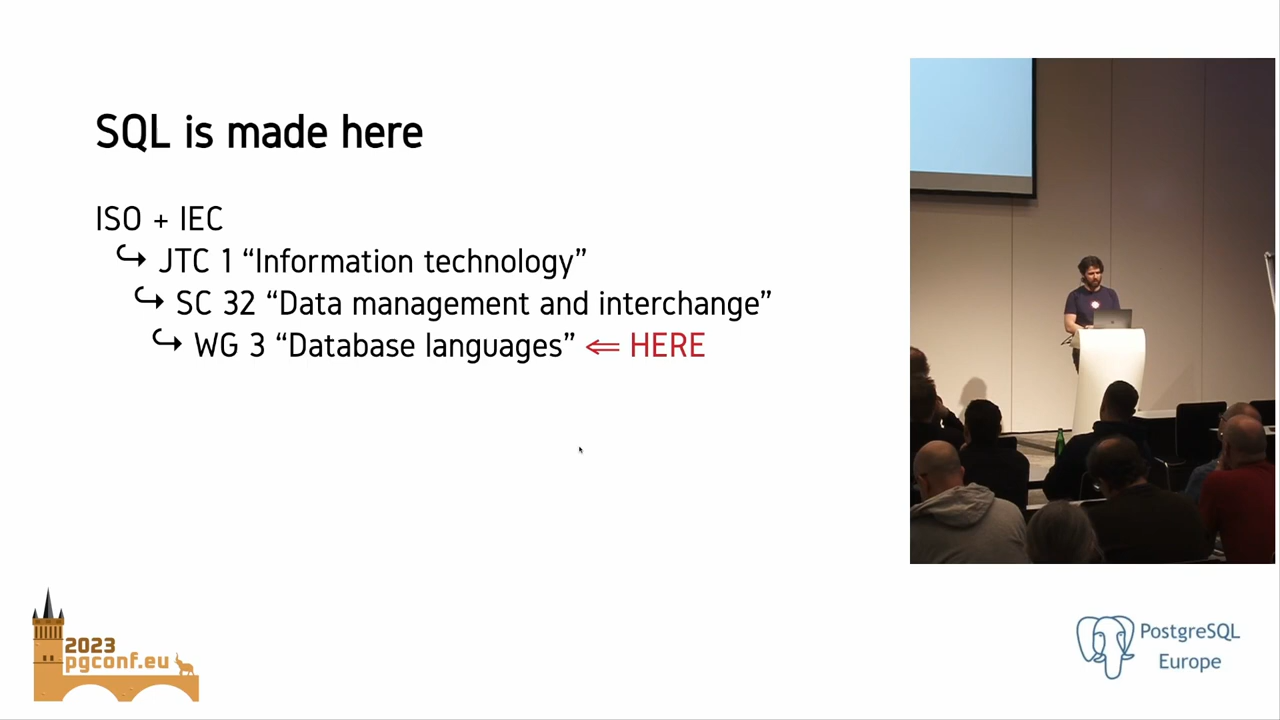 SQL is made here
ISO + IEC
↪ JTC 1 “Information technology”
↪ SC 32 “Data management and interchange”
↪ WG 3 “Database languages” ⇐ HERE
2023
pgconf.eu
PostgreSQL
Europe